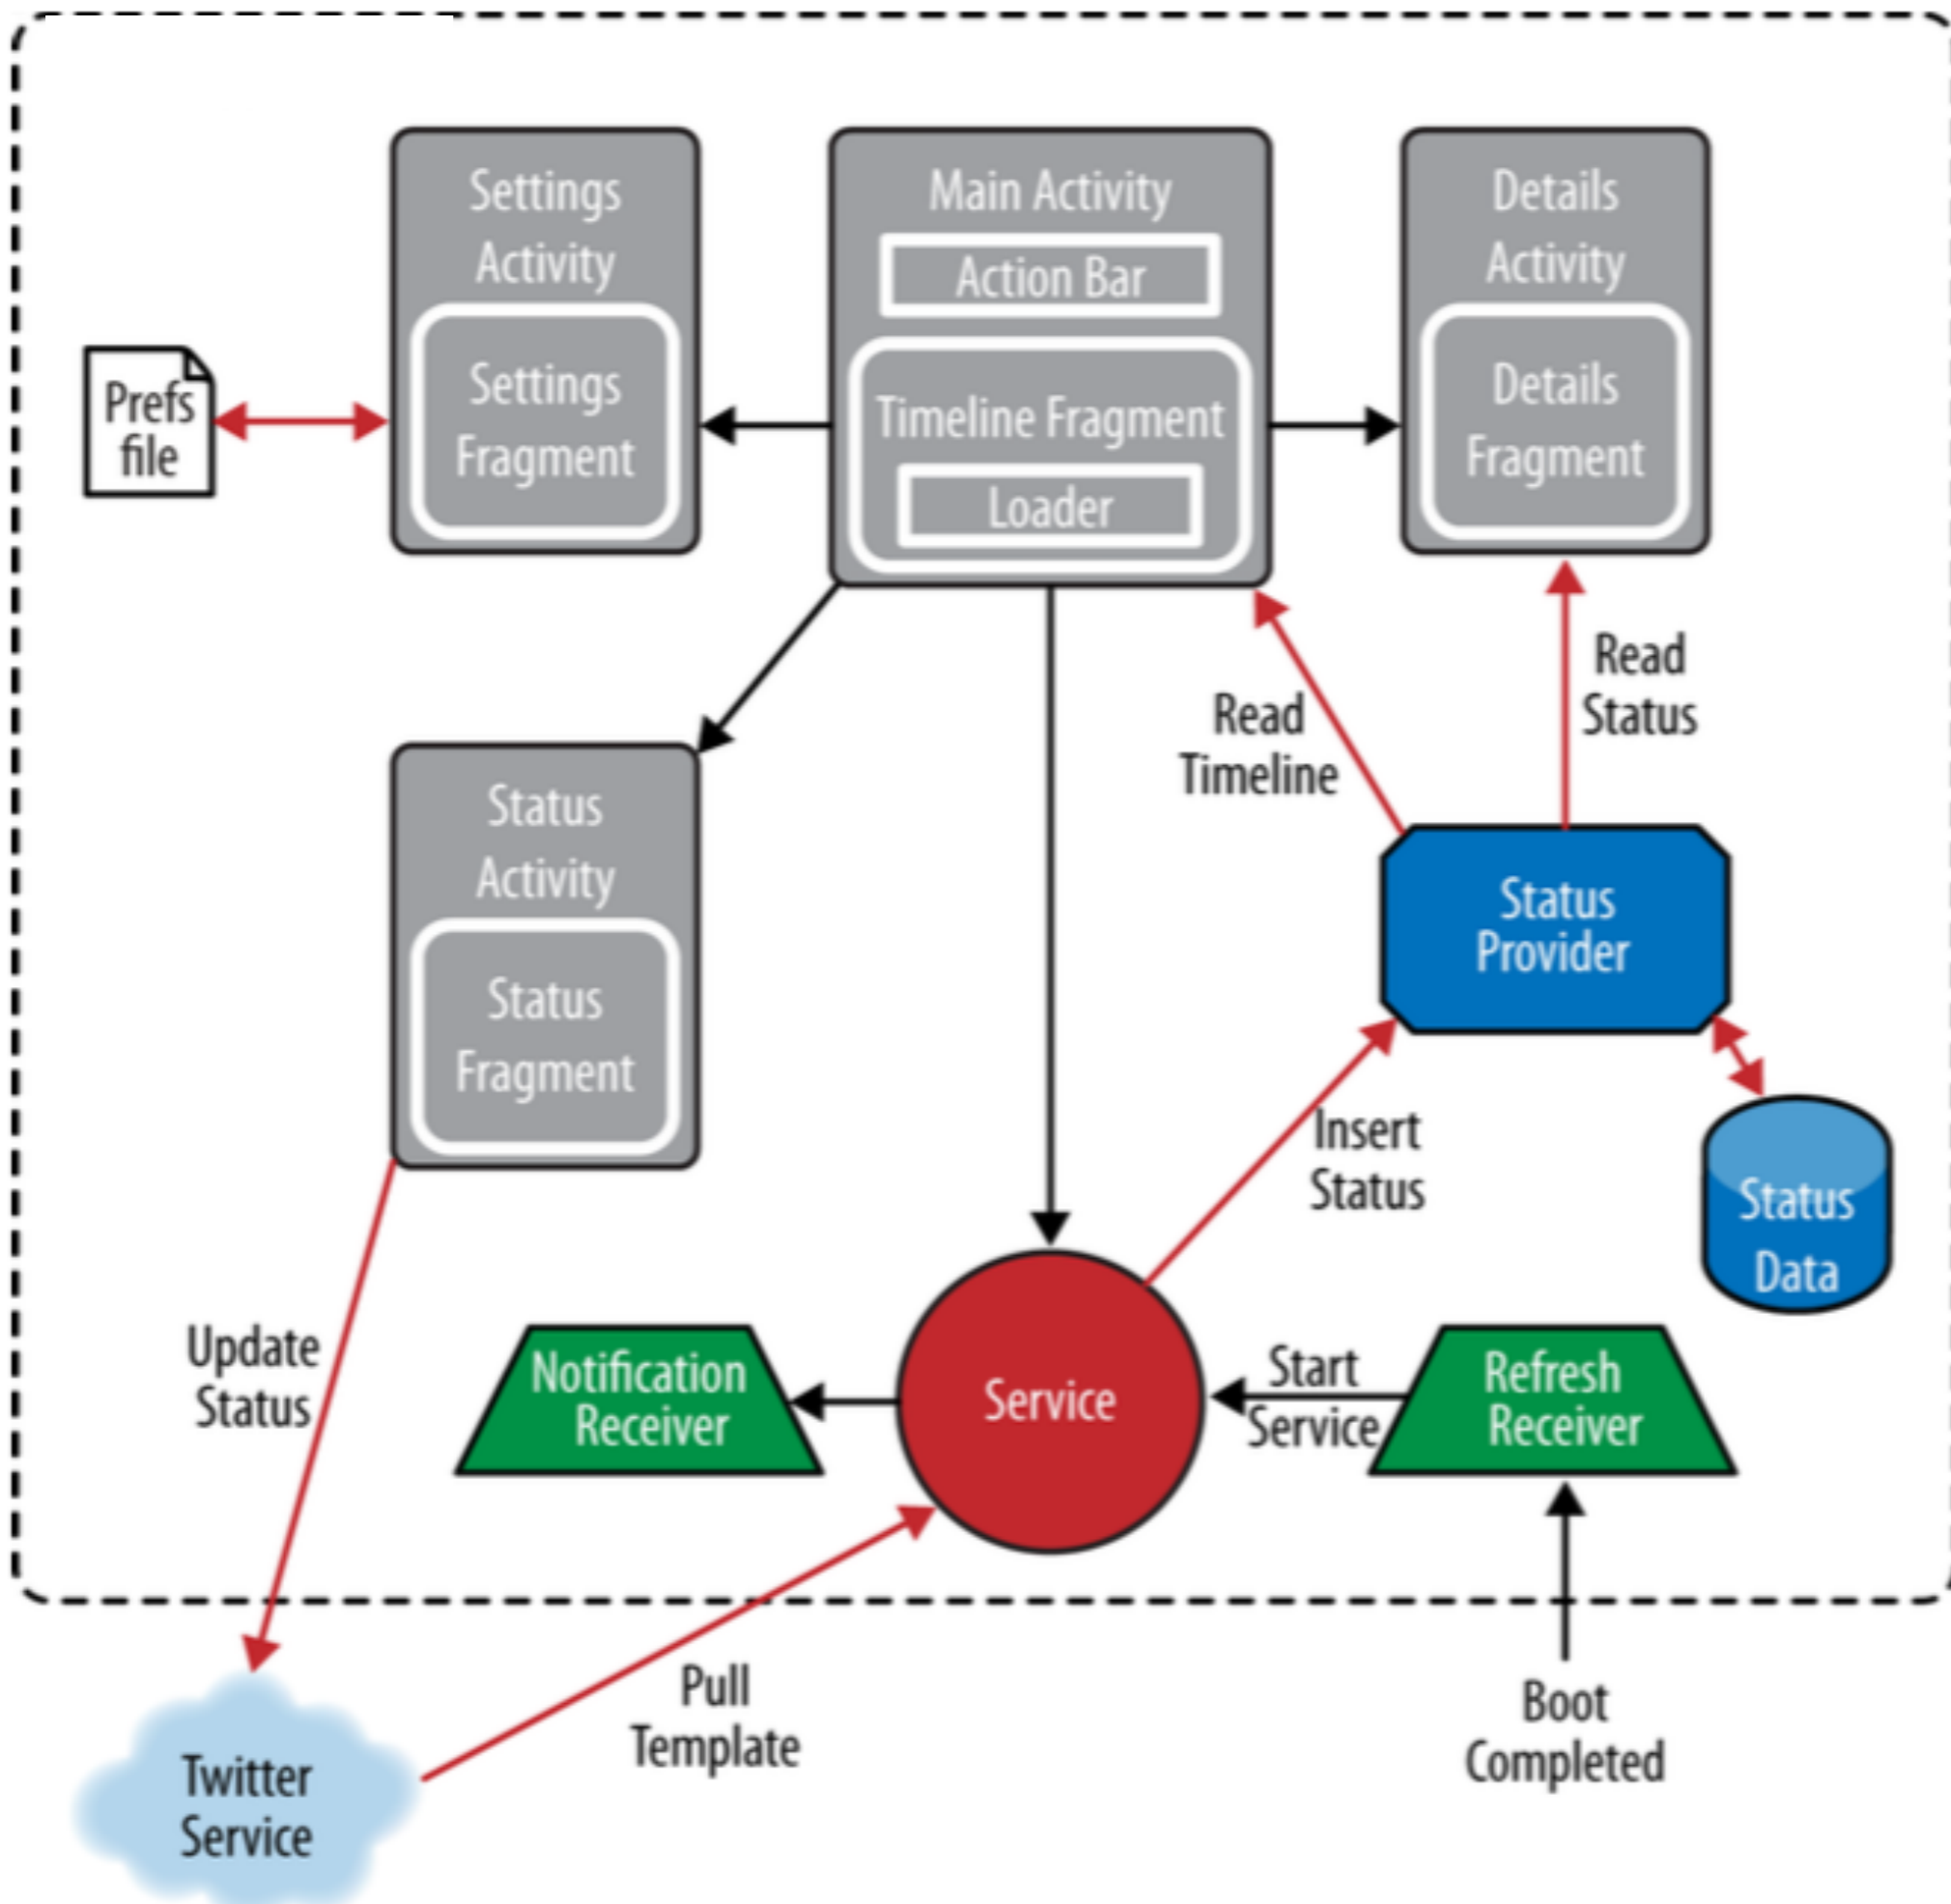 Settings
Activity
Settings
Fragment
Main Activity
Action Bar
Timeline Fragment
Loader
Details
Activity
Details
Fragment
Prefs
file
Read
Status
Read
Timeline
Status
Activity
Status
Fragment
Status
Provider
Insert
Status
Status
Data
Update
Status
Notification
Receiver
Service
Start
Service
Refresh
Receiver
Pull
Template
Boot
Completed
Twitter
Service